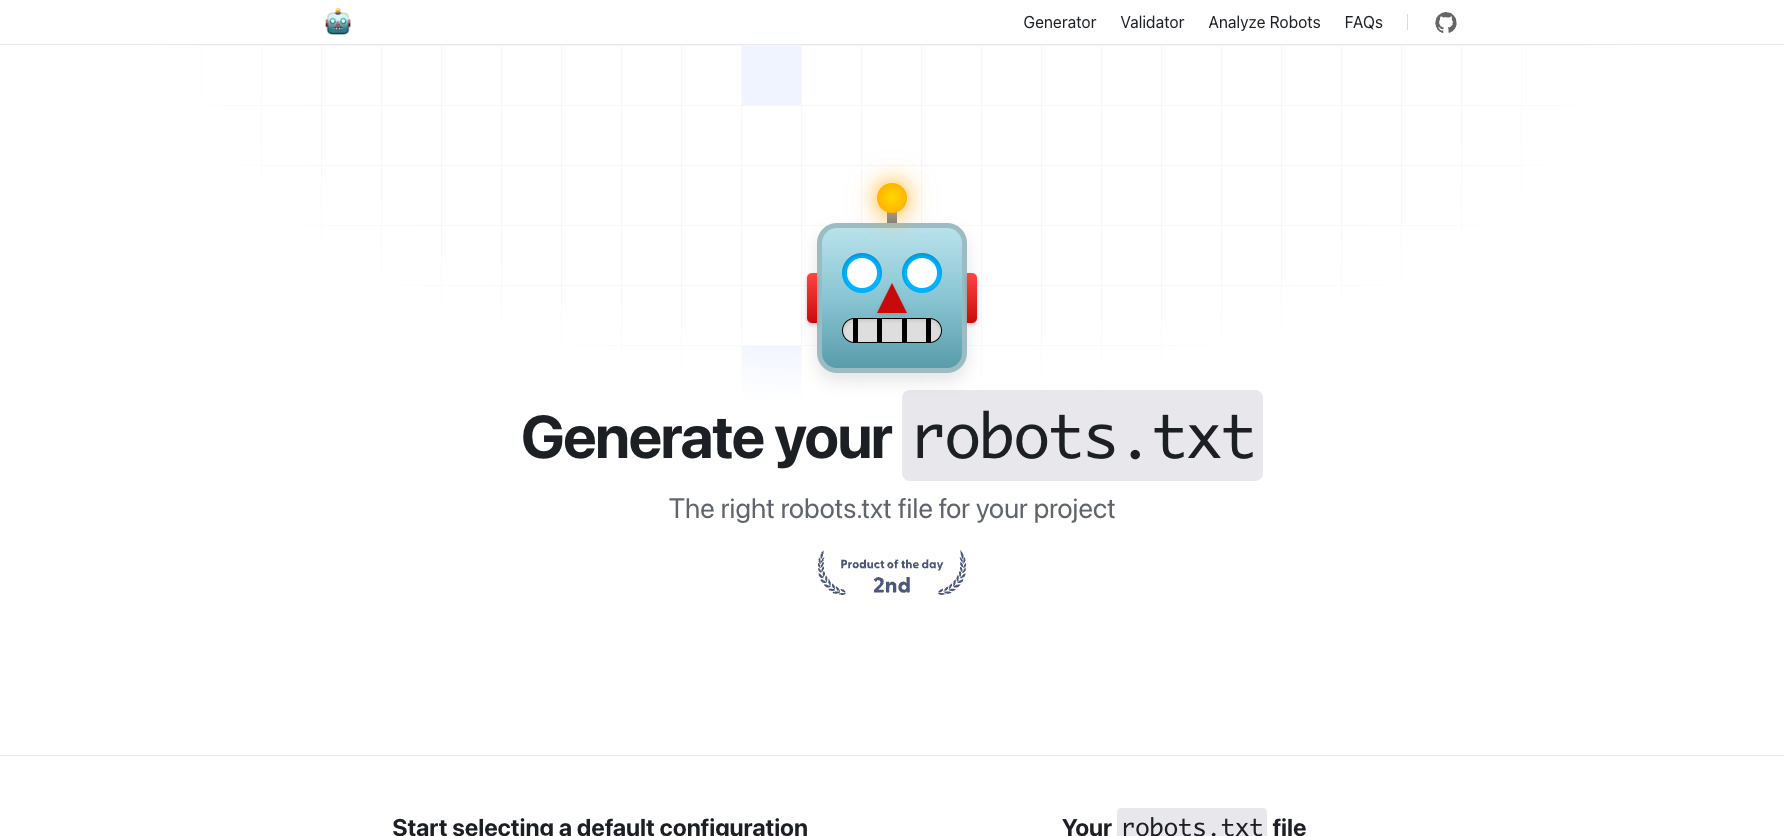 Generator Validator Analyze Robots FAQs
Generate your robots.txt
The right robots.txt file for your project
Product of the day
2nd
Start selecting a default configuration
Your robots.txt file